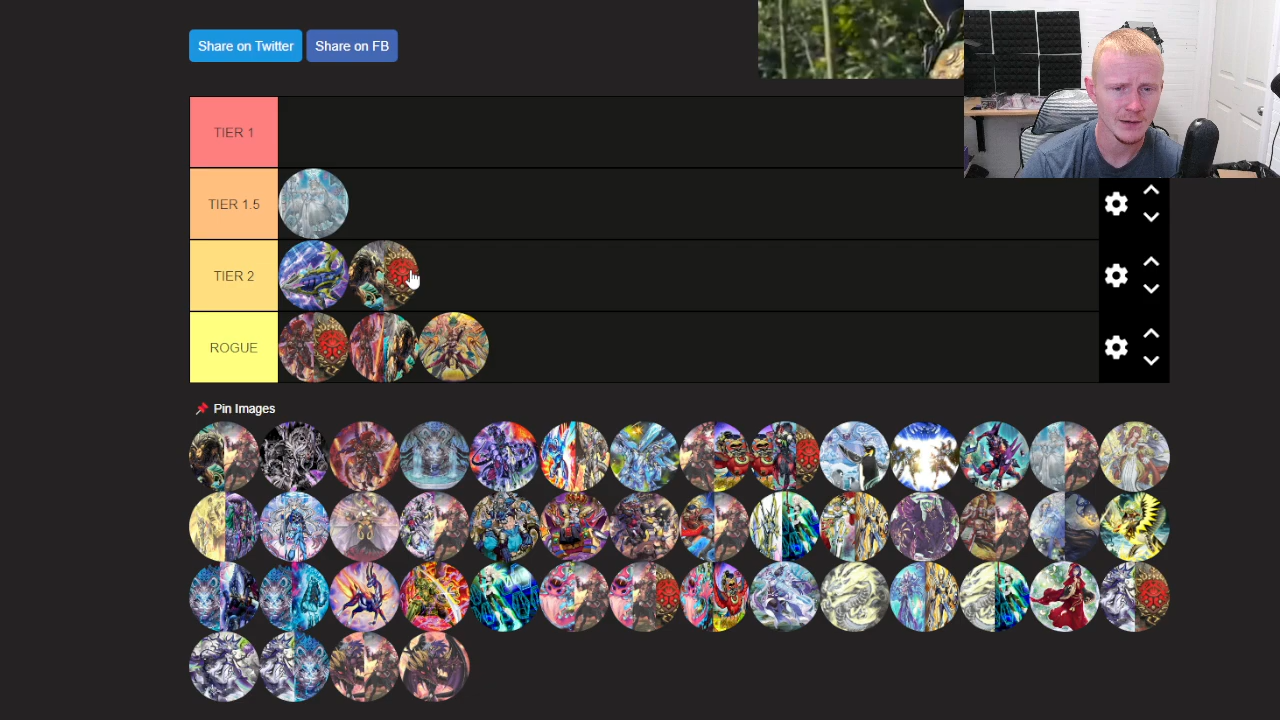 Share on Twitter
Share on FB
TIER 1
TIER 1.5
TIER 2
ROGUE
Pin Images